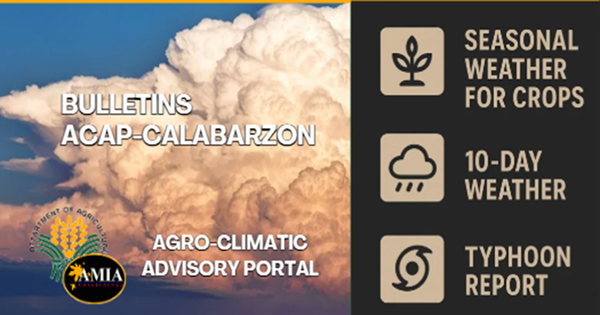 BULLETINS
ACAP-CALABARZON
DEPARTMENT OF AGRICULTURE
AMIA
PHILIPPINES
AGRO-CLIMATIC
ADVISORY PORTAL
SEASONAL
WEATHER
FOR CROPS
10-DAY
WEATHER
TYPHOON
REPORT